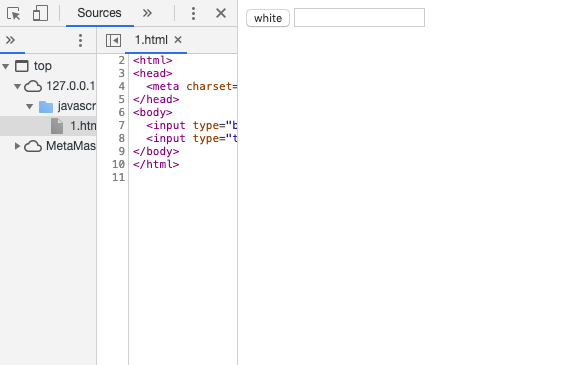 Sources »
» 1.html ×
top
127.0.0.1
javascr
1.htn
MetaMas
2 <html>
3 <head>
4 <meta charset=
5 </head>
6 <body>
7 <input type="b
8 <input type="t
9 </body>
10 </html>
11
white